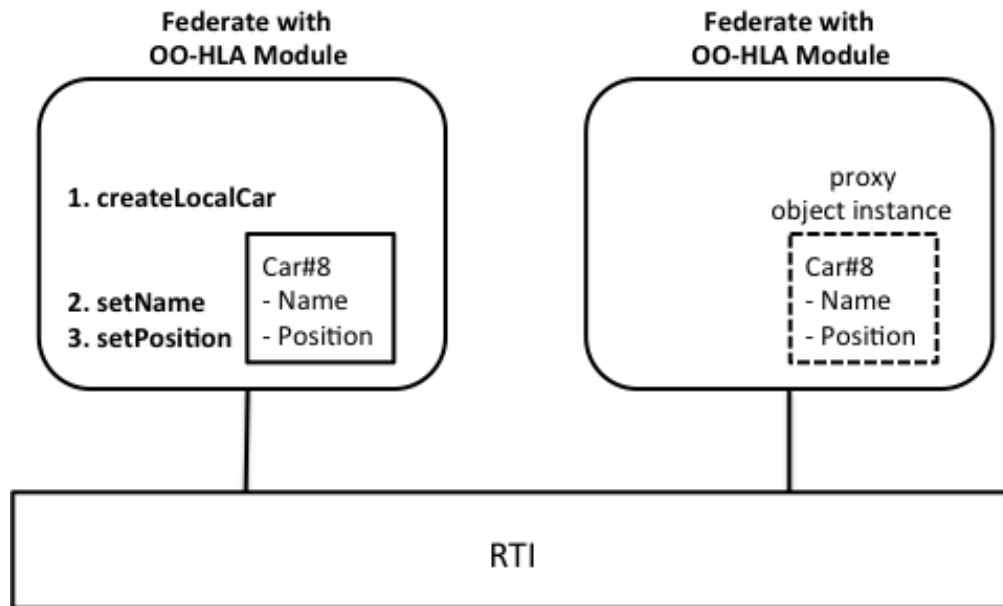 Federate with
OO-HLA Module
1. createLocalCar
Car#8
2. setName
- Name
3. setPosition
- Position
Federate with
OO-HLA Module
proxy
object instance
Car#8
- Name
- Position
RTI